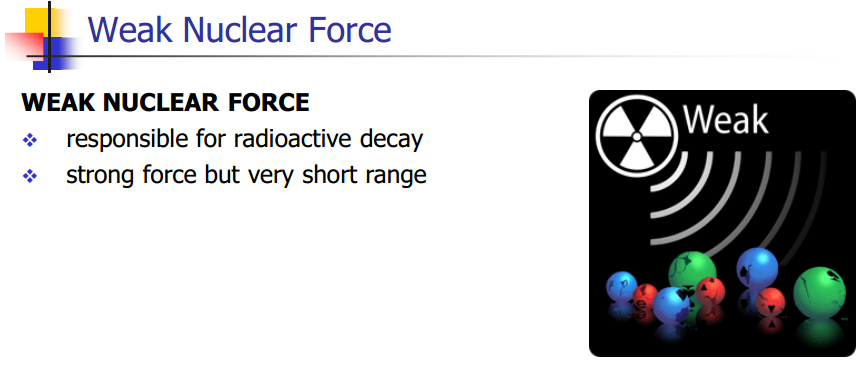 Weak Nuclear Force
WEAK NUCLEAR FORCE
responsible for radioactive decay
strong force but very short range
Weak